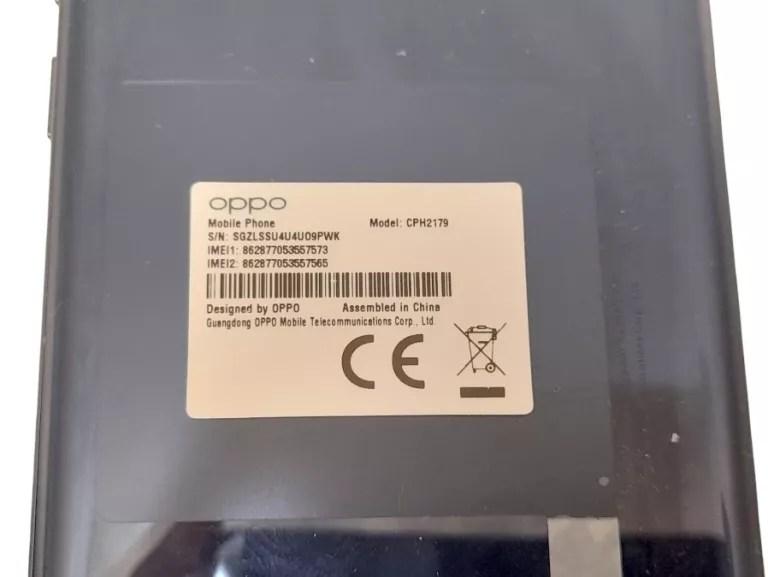 oppo
Mobile Phone Model: CPH2179
S/N: SGZLSSU4U4UO9PWK
IMEI1: 862877053557573
IMEI2: 862877053557565
Designed by OPPO Assembled in China
Guangdong OPPO Mobile Telecommunications Corp., Ltd.
CE